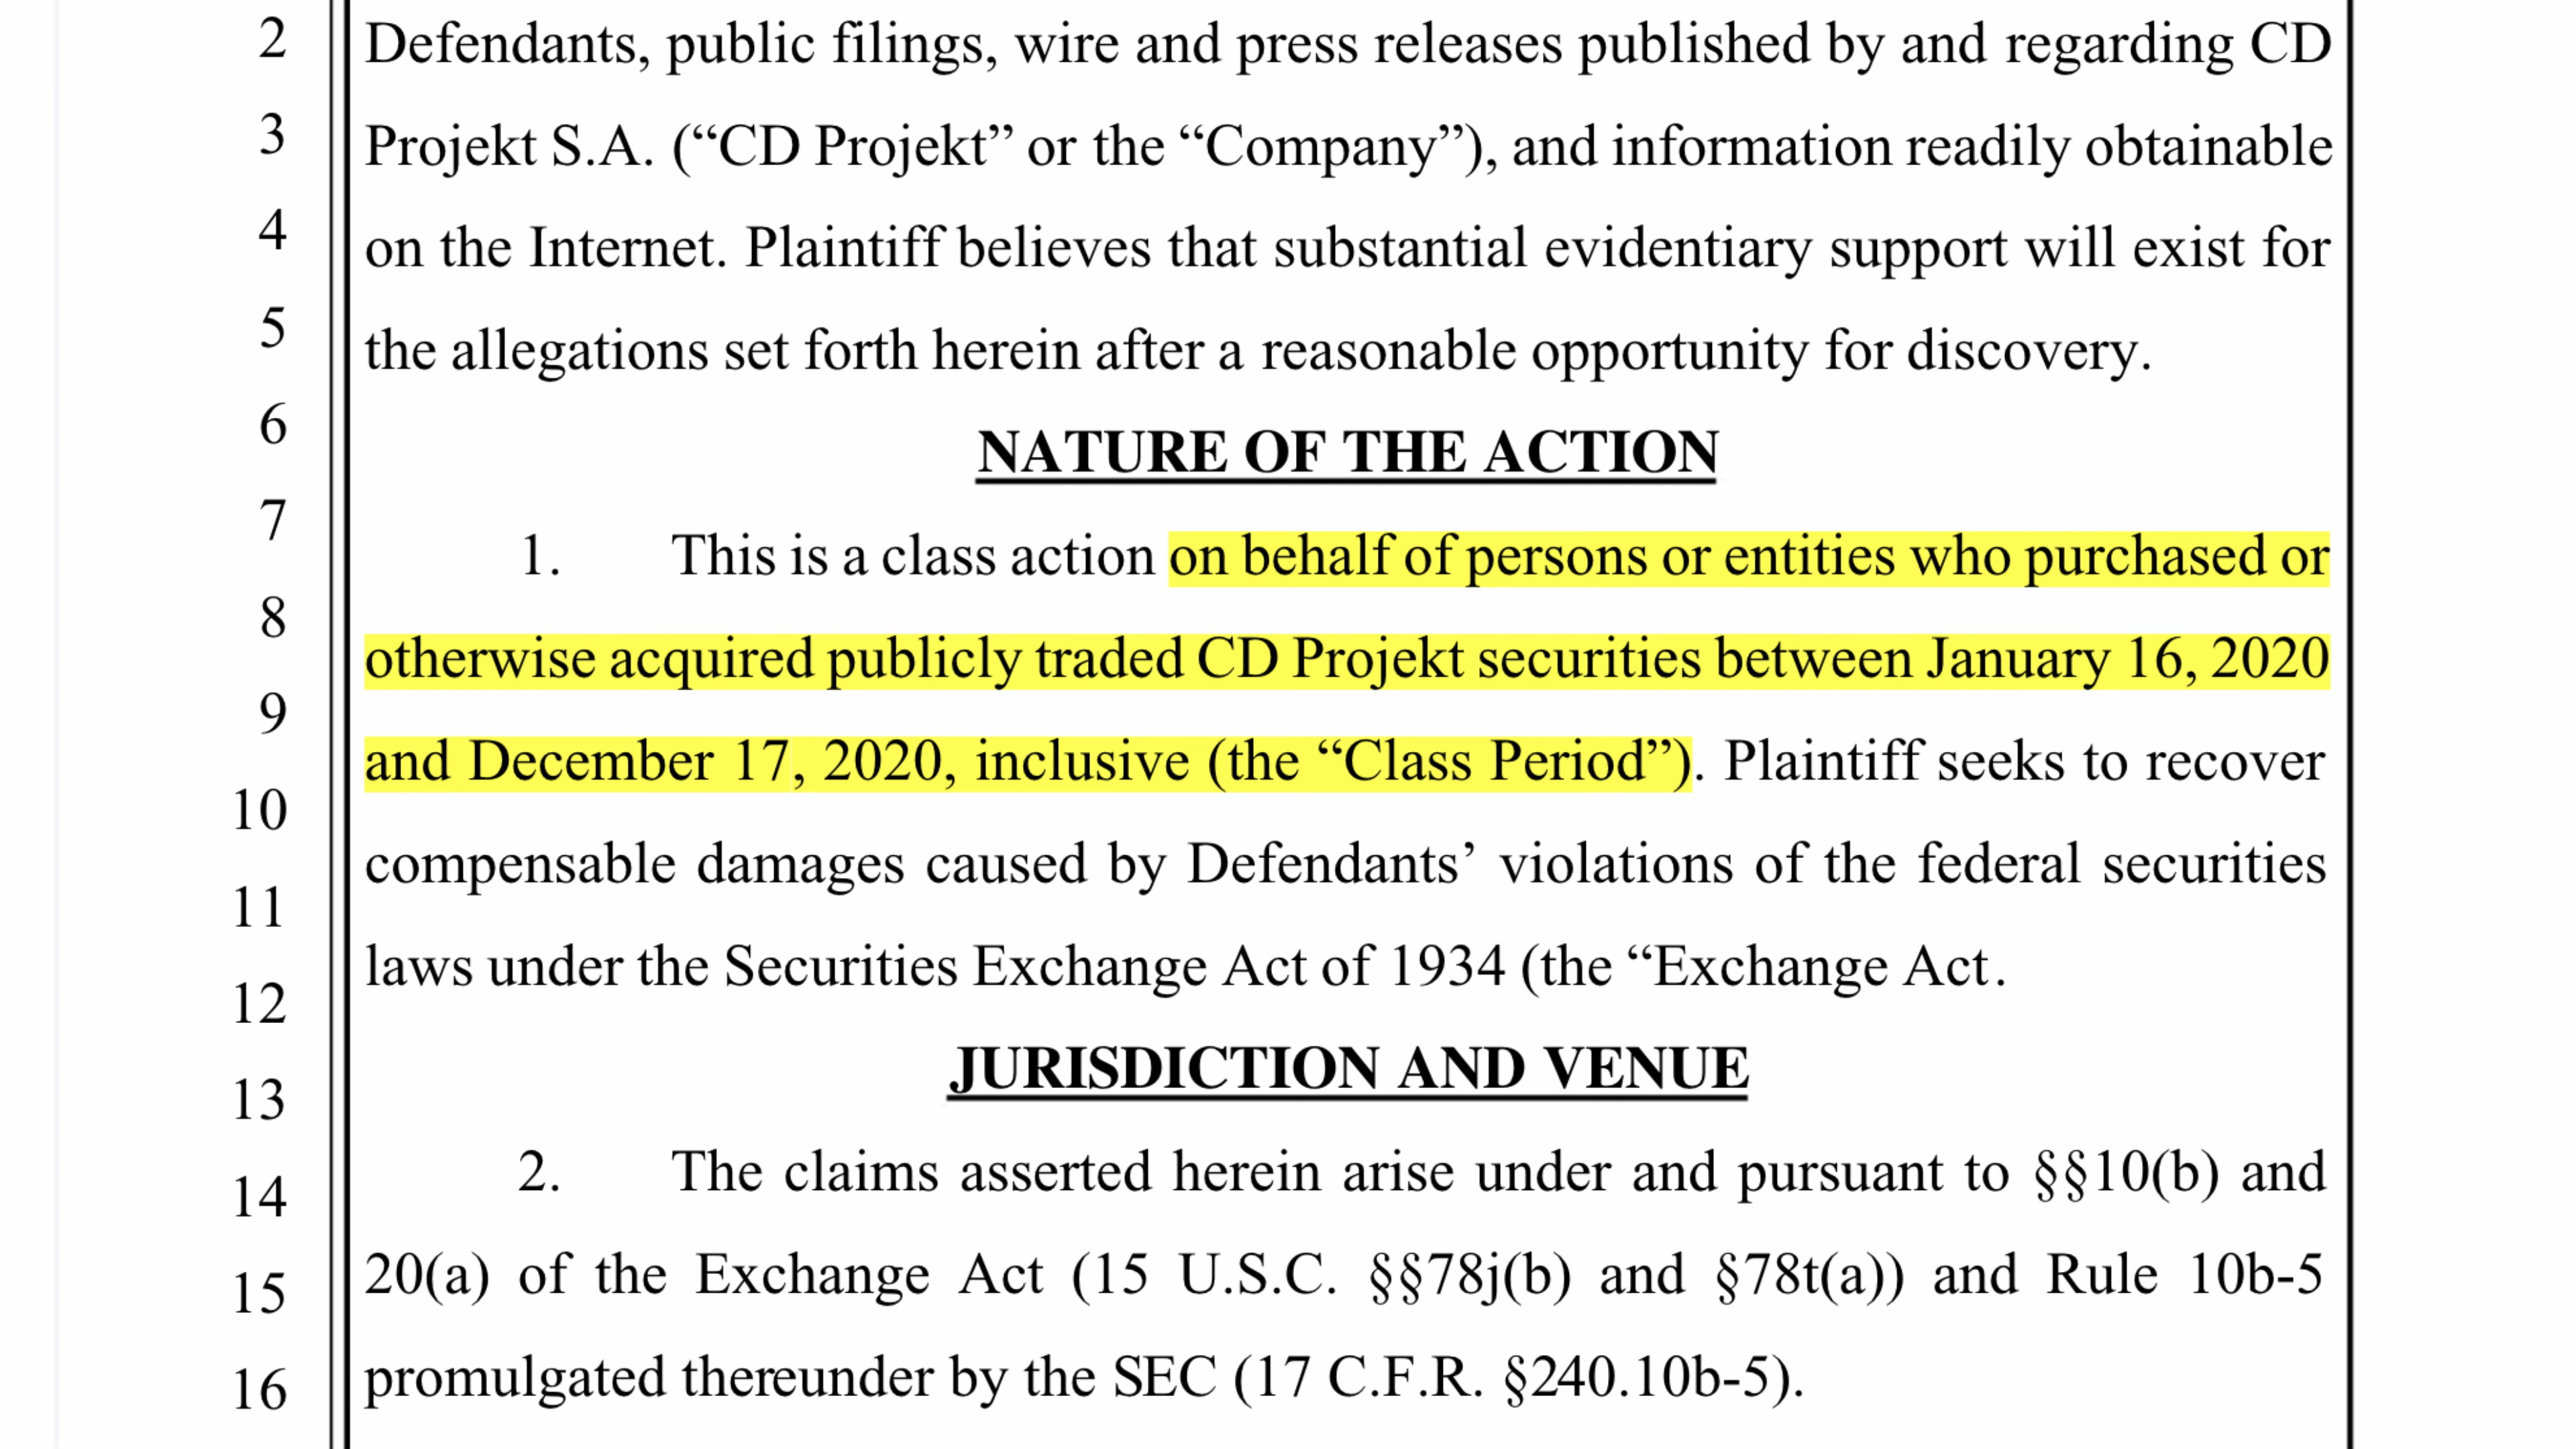 2 Defendants, public filings, wire and press releases published by and regarding CD
3 Projekt S.A. (“CD Projekt” or the “Company”), and information readily obtainable
4 on the Internet. Plaintiff believes that substantial evidentiary support will exist for
5 the allegations set forth herein after a reasonable opportunity for discovery.
6 NATURE OF THE ACTION
7 1. This is a class action on behalf of persons or entities who purchased or
8 otherwise acquired publicly traded CD Projekt securities between January 16, 2020
9 and December 17, 2020, inclusive (the “Class Period”). Plaintiff seeks to recover
10 compensable damages caused by Defendants’ violations of the federal securities
11 laws under the Securities Exchange Act of 1934 (the “Exchange Act.
12 JURISDICTION AND VENUE
13
14 2. The claims asserted herein arise under and pursuant to §§10(b) and
15 20(a) of the Exchange Act (15 U.S.C. §§78j(b) and §78t(a)) and Rule 10b-5
16 promulgated thereunder by the SEC (17 C.F.R. §240.10b-5).